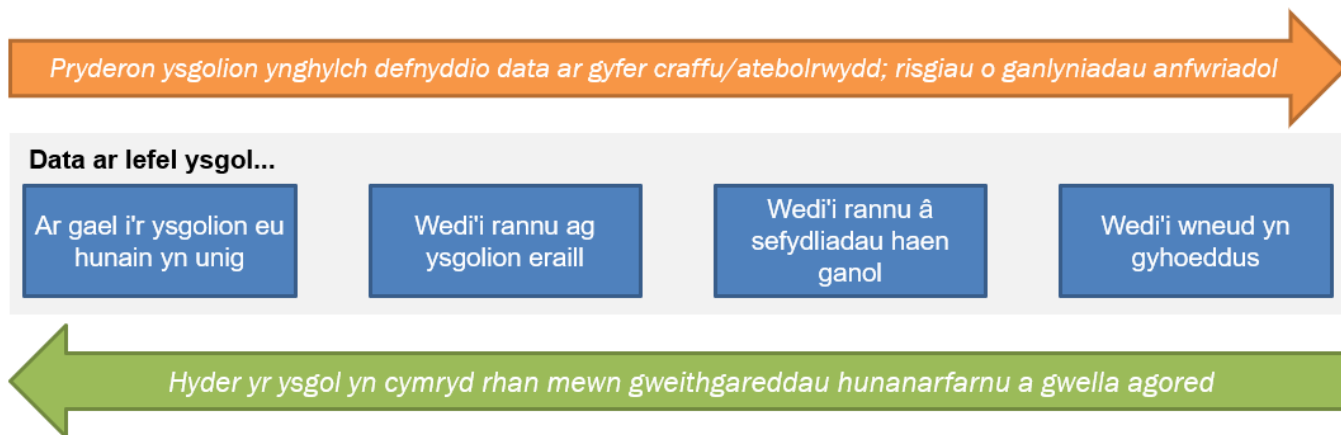 Pryderon ysgolion ynghylch defnyddio data ar gyfer craffu/atebolrwydd; risgiau o ganlyniadau anfwriadol
Data ar lefel ysgol...
Ar gael i'r ysgolion eu
hunain yn unig
Wedi'i rannu ag
ysgolion eraill
Wedi'i rannu â
sefydliadau haen
ganol
Wedi'i wneud yn
gyhoeddus
Hyder yr ysgol yn cymryd rhan mewn gweithgareddau hunanarfarnu a gwella agored